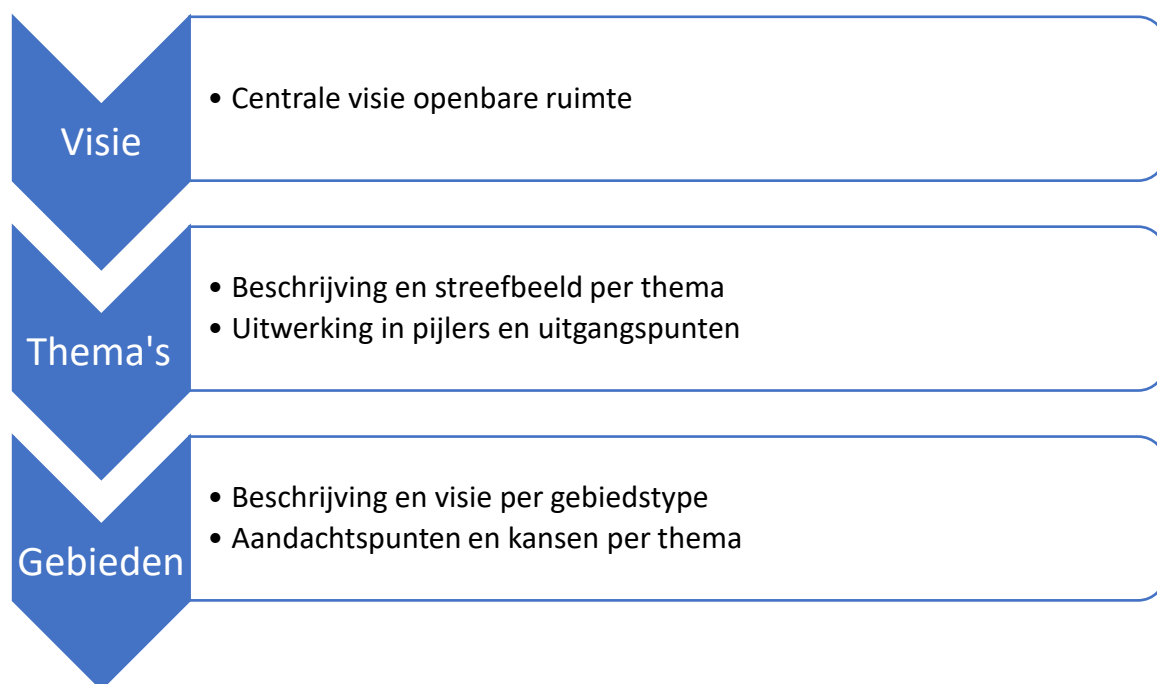 Visie
• Centrale visie openbare ruimte
Thema's
• Beschrijving en streefbeeld per thema
• Uitwerking in pijlers en uitgangspunten
Gebieden
• Beschrijving en visie per gebiedstype
• Aandachtspunten en kansen per thema